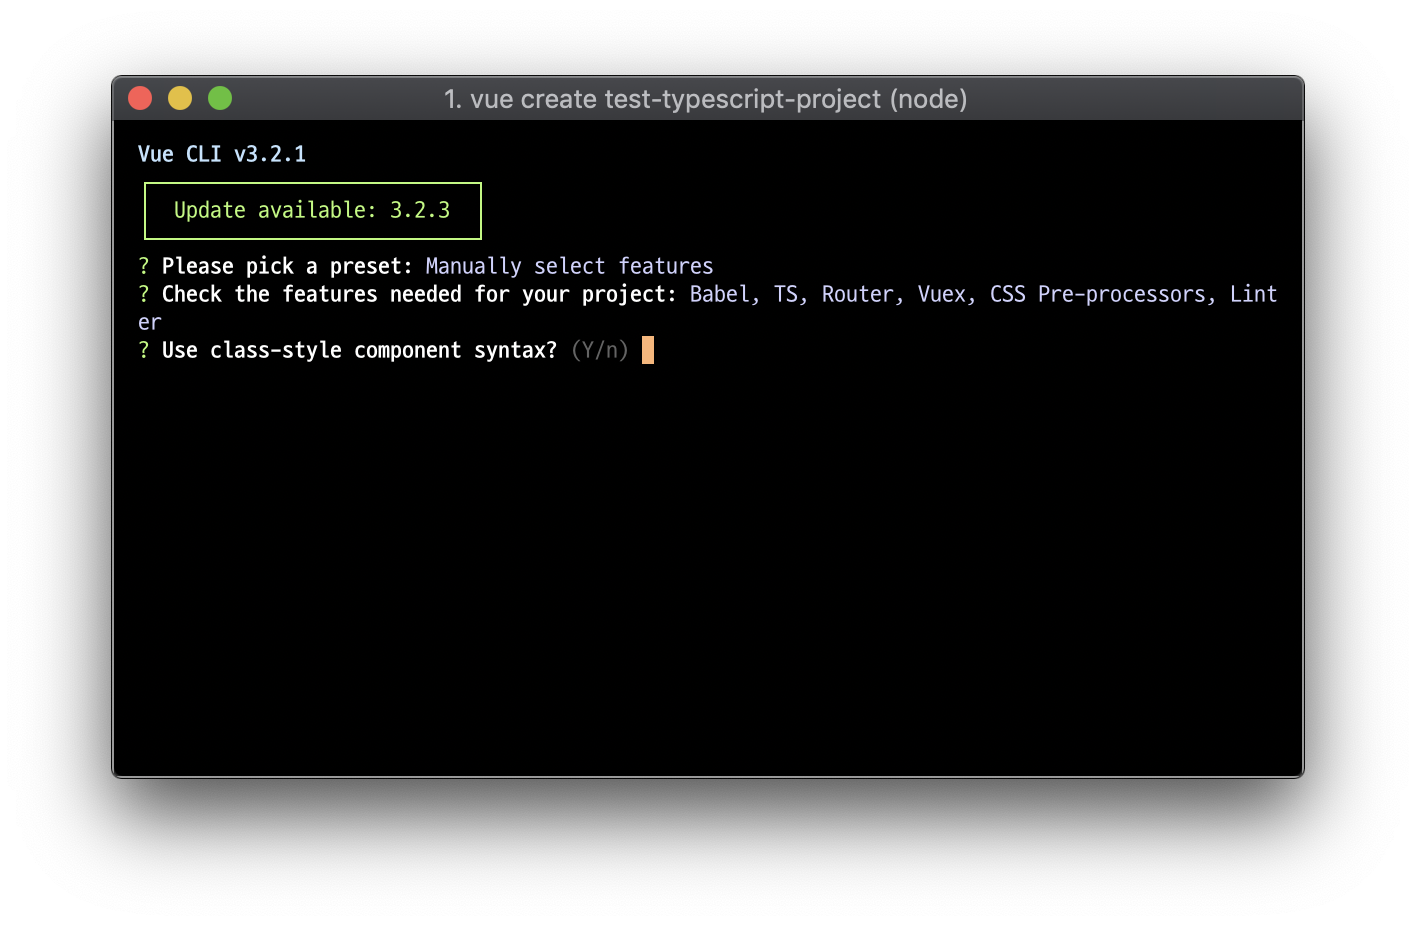 1. vue create test-typescript-project (node)
Vue CLI v3.2.1
Update available: 3.2.3
? Please pick a preset: Manually select features
? Check the features needed for your project: Babel, TS, Router, Vuex, CSS Pre-processors, Lint
er
? Use class-style component syntax? (Y/n)